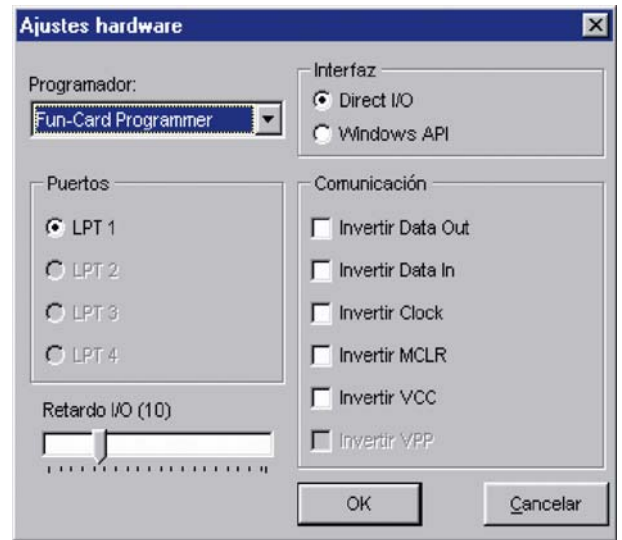 Ajustes hardware
Programador:
Fun-Card Programmer
Interfaz
Direct I/O
Windows API
Puertos
LPT 1
LPT 2
LPT 3
LPT 4
Retardo I/O (10)
Comunicación
Invertir Data Out
Invertir Data In
Invertir Clock
Invertir MCLR
Invertir VCC
Invertir VPP
OK
Cancelar